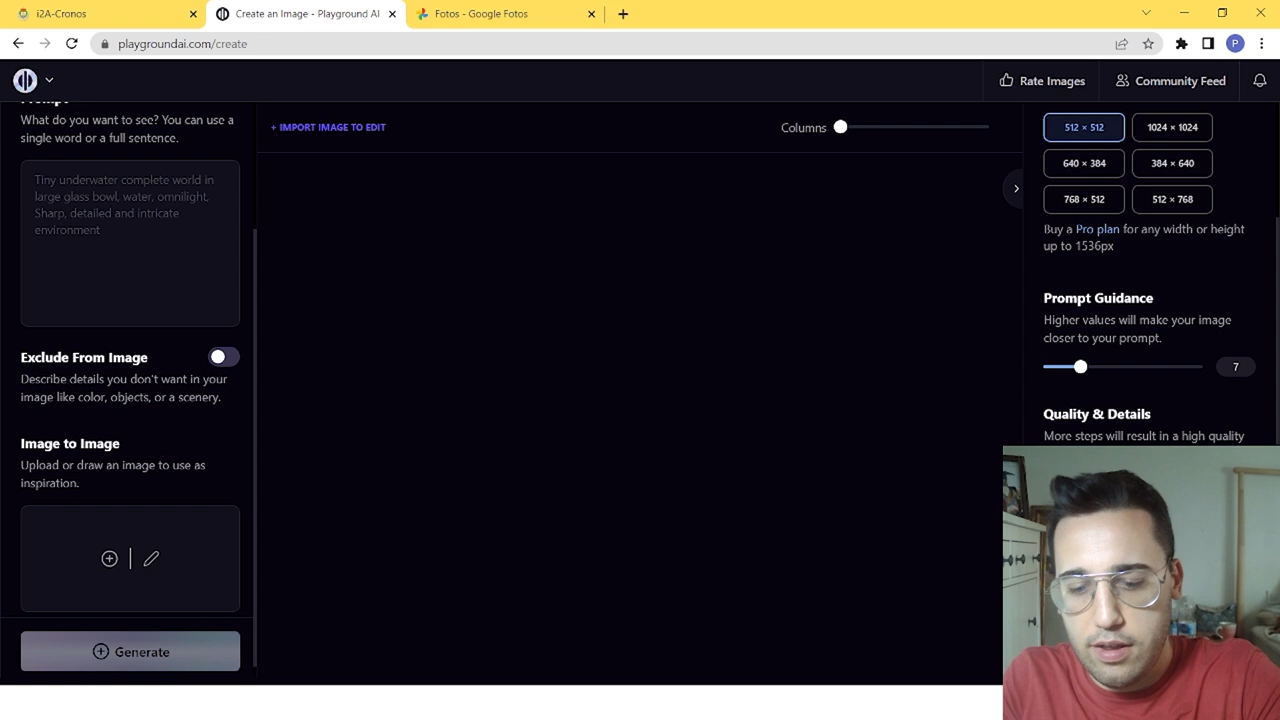 i2A-Cronos
Create an Image - Playground AI
Fotos - Google Fotos
playgroundai.com/create
P
Rate Images
Community Feed
What do you want to see? You can use a
single word or a full sentence.
Tiny underwater complete world in
large glass bowl, water, omnilight,
Sharp, detailed and intricate
environment
Exclude From Image
Describe details you don't want in your
image like color, objects, or a scenery.
Image to Image
Upload or draw an image to use as
inspiration.
Generate
+ IMPORT IMAGE TO EDIT
Columns
512 × 512
1024 × 1024
640 × 384
384 × 640
768 × 512
512 × 768
Buy a Pro plan for any width or height
up to 1536px
Prompt Guidance
Higher values will make your image
closer to your prompt.
7
Quality & Details
More steps will result in a high quality